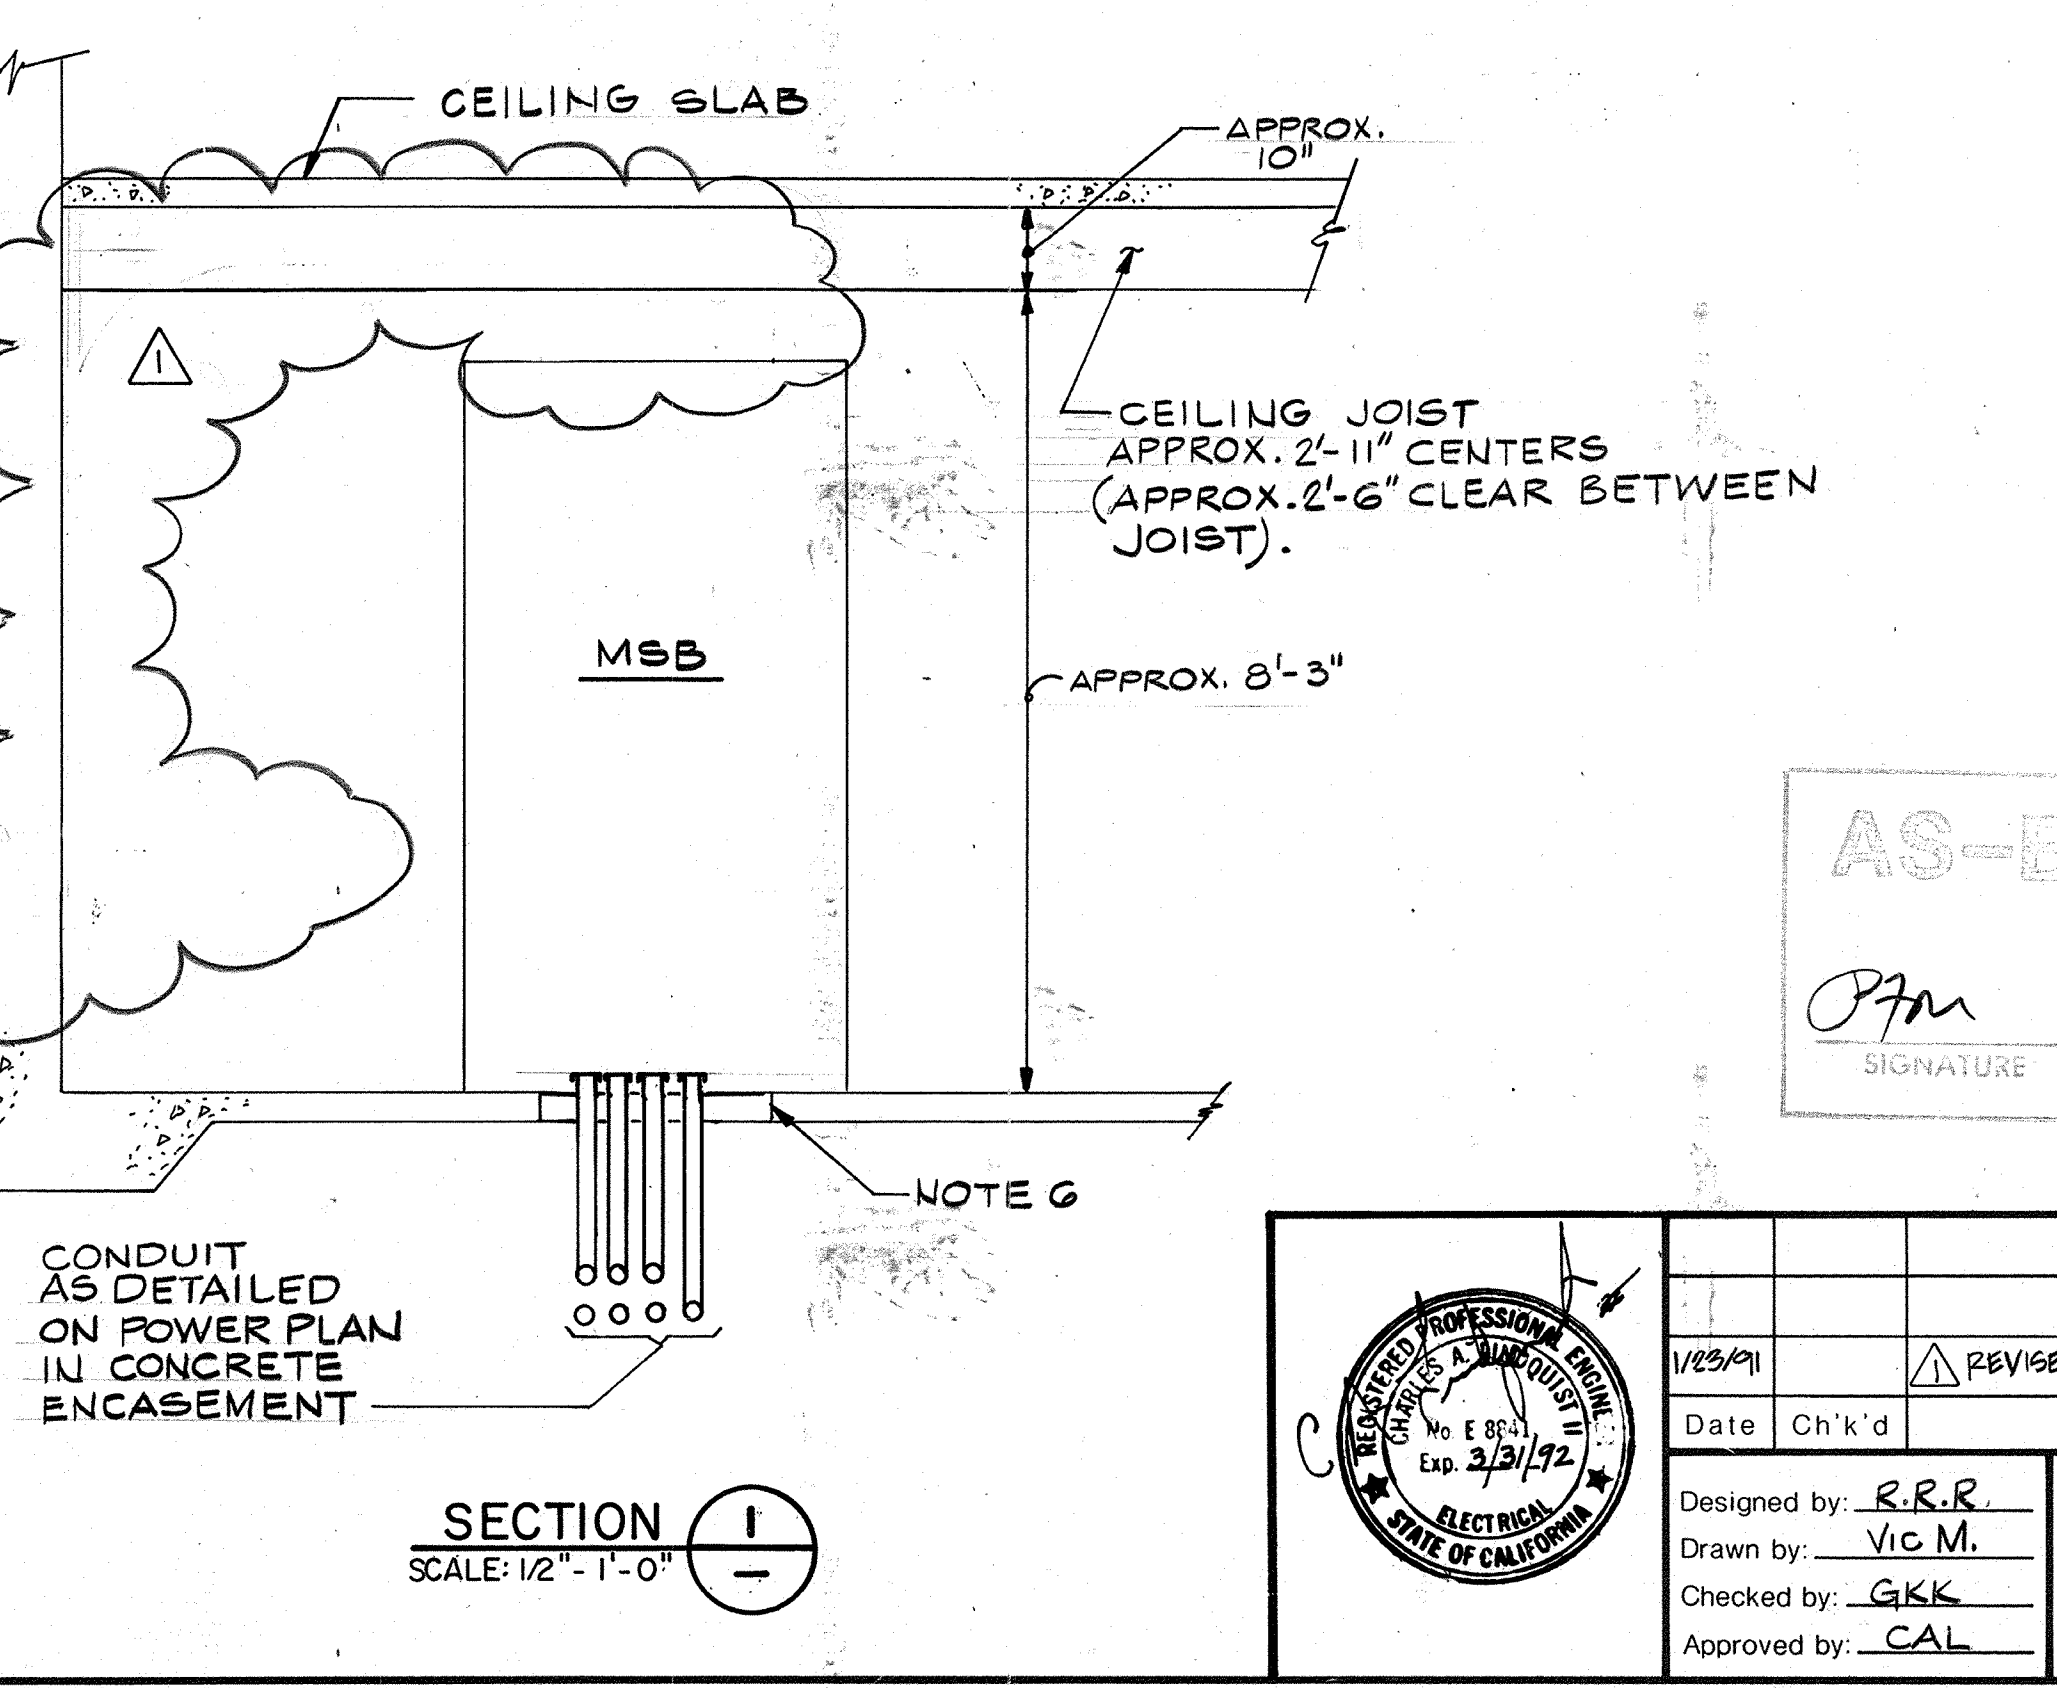 CEILING SLAB
APPROX.
10"
1
CEILING JOIST
APPROX. 2'-11" CENTERS
(APPROX. 2'-6" CLEAR BETWEEN
JOIST).
MSB
APPROX. 8'-3"
AS-B
SIGNATURE
NOTE 6
CONDUIT
AS DETAILED
ON POWER PLAN
IN CONCRETE
ENCASEMENT
SECTION
SCALE: 1/2"- 1'-0"
1
—
REGISTERED PROFESSIONAL ENGINEER
CHARLES A. LINDQUIST II
No. E 8841
Exp. 3/31/92
ELECTRICAL
STATE OF CALIFORNIA
1/23/91 1 REVISE
Date Ch'k'd
Designed by: R.R.R.
Drawn by: VIC M.
Checked by: GKK
Approved by: CAL